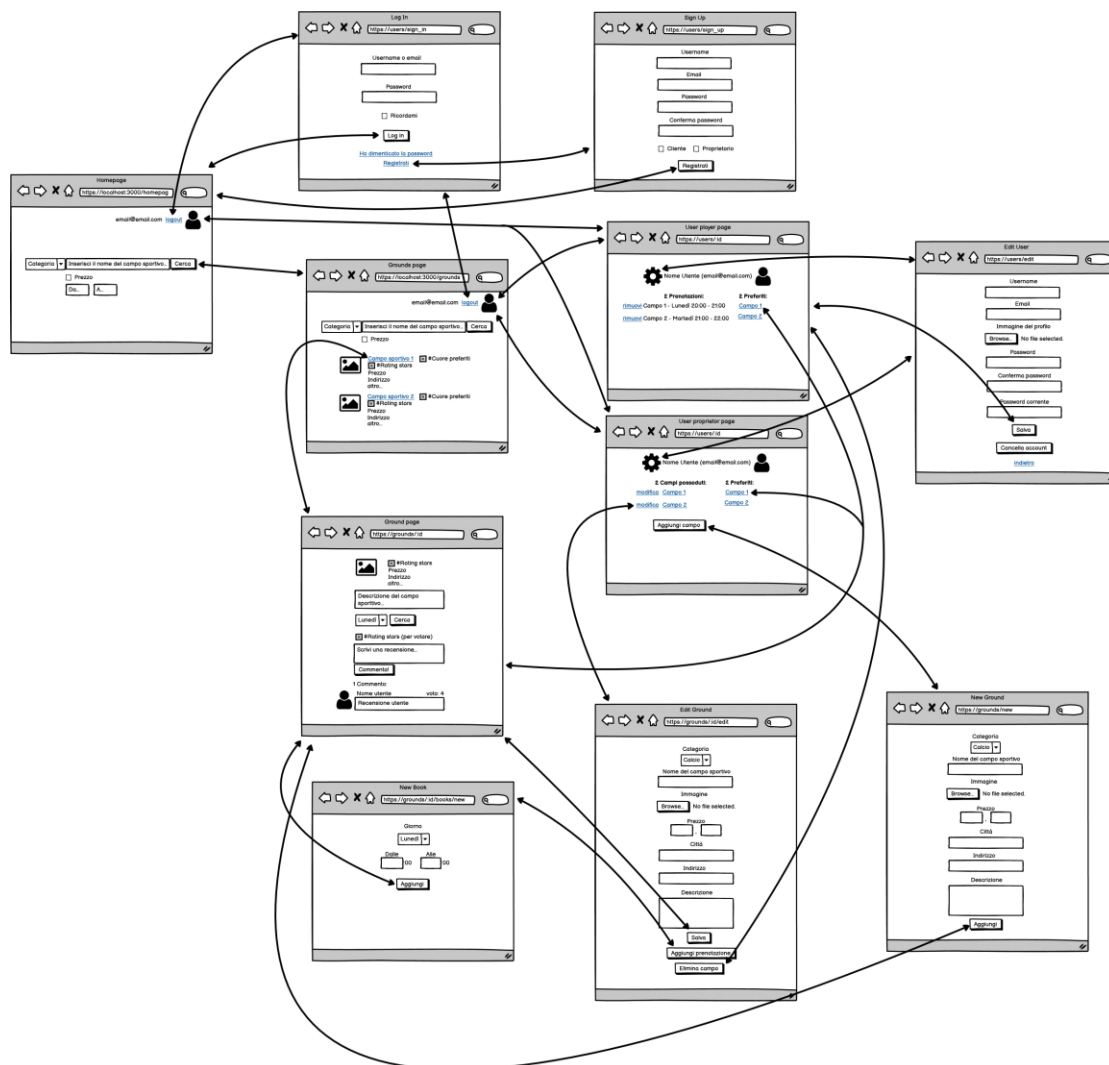 Log In
https://users/sign_in
Username o email
Password
Ricordami
Log in
Ha dimenticato la password
Registrati
Sign Up
https://users/sign_up
Username
Email
Password
Conferma password
Cliente Proprietario
Registrati
Homepage
https://localhost:3000/homepag
email@email.com logout
Categoria Inserisci il nome del campo sportivo.. Cerca
Prezzo
Da.. A..
Grounds page
https://localhost:3000/grounds
email@email.com logout
Categoria Inserisci il nome del campo sportivo.. Cerca
Prezzo
Campo sportivo 1 #Cuore preferiti
#Rating stars
Prezzo
Indirizzo
altro..
Campo sportivo 2 #Cuore preferiti
#Rating stars
Prezzo
Indirizzo
altro..
User player page
https://users/:id
Nome Utente (email@email.com)
2 Prenotazioni: 2 Preferiti:
rimuovi Campo 1 - Lunedì 20:00 - 21:00 Campo 1
rimuovi Campo 2 - Martedì 21:00 - 22:00 Campo 2
Edit User
https://users/edit
Username
Email
Immagine del profilo
Browse.. No file selected.
Password
Conferma password
Password corrente
Salva
Cancella account
indietro
User proprietor page
https://users/:id
Nome Utente (email@email.com)
2 Campi posseduti: 2 Preferiti:
modifica Campo 1 Campo 1
modifica Campo 2 Campo 2
Aggiungi campo
Ground page
https://grounds/:id
#Rating stars
Prezzo
Indirizzo
altro..
Descrizione del campo
sportivo..
Lunedì Cerca
#Rating stars (per votare)
Scrivi una recensione..
Commenta!
1 Commento:
Nome utente voto: 4
Recensione utente
New Book
https://grounds/:id/books/new
Giorno
Lunedì
Dalle Alle
:00 :00
Aggiungi
Edit Ground
https://grounds/:id/edit
Categoria
Calcio
Nome del campo sportivo
Immagine
Browse.. No file selected.
Prezzo
,
Città
Indirizzo
Descrizione
Salva
Aggiungi prenotazione
Elimina campo
New Ground
https://grounds/new
Categoria
Calcio
Nome del campo sportivo
Immagine
Browse.. No file selected.
Prezzo
,
Città
Indirizzo
Descrizione
Aggiungi